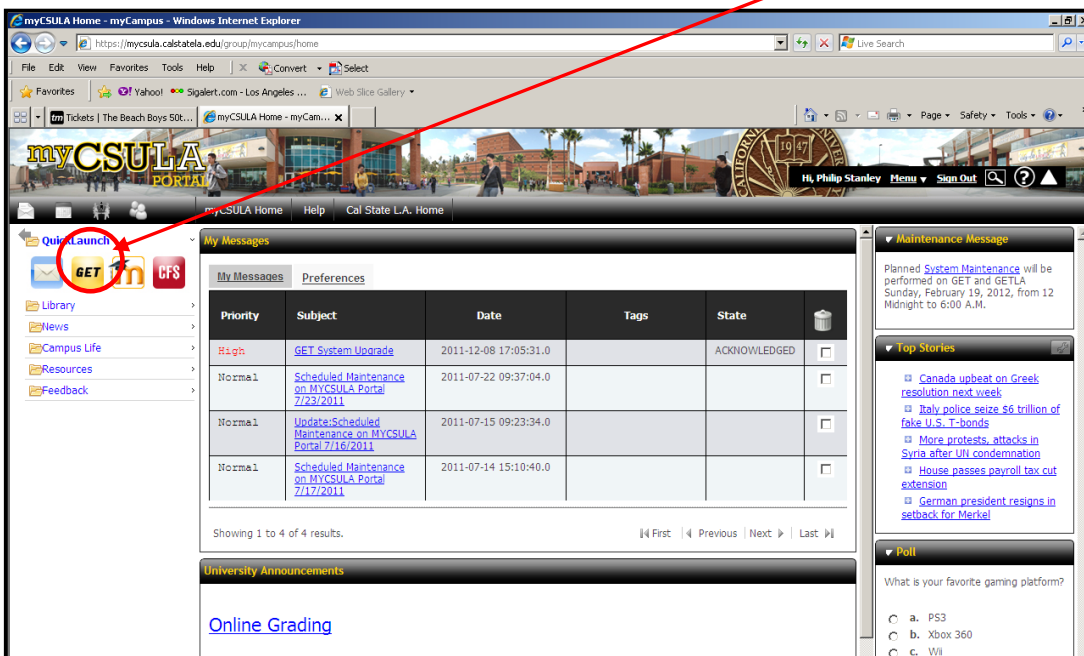 myCSULA Home - myCampus - Windows Internet Explorer
https://mycsula.calstatela.edu/group/mycampus/home
Live Search
File Edit View Favorites Tools Help X Convert Select
Favorites Yahoo! Sigalert.com - Los Angeles ... Web Slice Gallery
tm Tickets | The Beach Boys 50t... myCSULA Home - myCam... X
Page Safety Tools
myCSULA
PORTAL
1947
Hi, Philip Stanley Menu Sign Out
myCSULA Home Help Cal State L.A. Home
QuickLaunch
GET m CFS
Library
News
Campus Life
Resources
Feedback
My Messages
My Messages Preferences
Priority Subject Date Tags State
High GET System Upgrade 2011-12-08 17:05:31.0 ACKNOWLEDGED
Normal Scheduled Maintenance 2011-07-22 09:37:04.0
on MYCSULA Portal
7/23/2011
Normal Update:Scheduled 2011-07-15 09:23:34.0
Maintenance on MYCSULA
Portal 7/16/2011
Normal Scheduled Maintenance 2011-07-14 15:10:40.0
on MYCSULA Portal
7/17/2011
Showing 1 to 4 of 4 results. First Previous Next Last
University Announcements
Online Grading
Maintenance Message
Planned System Maintenance will be
performed on GET and GETLA
Sunday, February 19, 2012, from 12
Midnight to 6:00 A.M.
Top Stories
Canada upbeat on Greek
resolution next week
Italy police seize $6 trillion of
fake U.S. T-bonds
More protests, attacks in
Syria after UN condemnation
House passes payroll tax cut
extension
German president resigns in
setback for Merkel
Poll
What is your favorite gaming platform?
a. PS3
b. Xbox 360
c. Wii